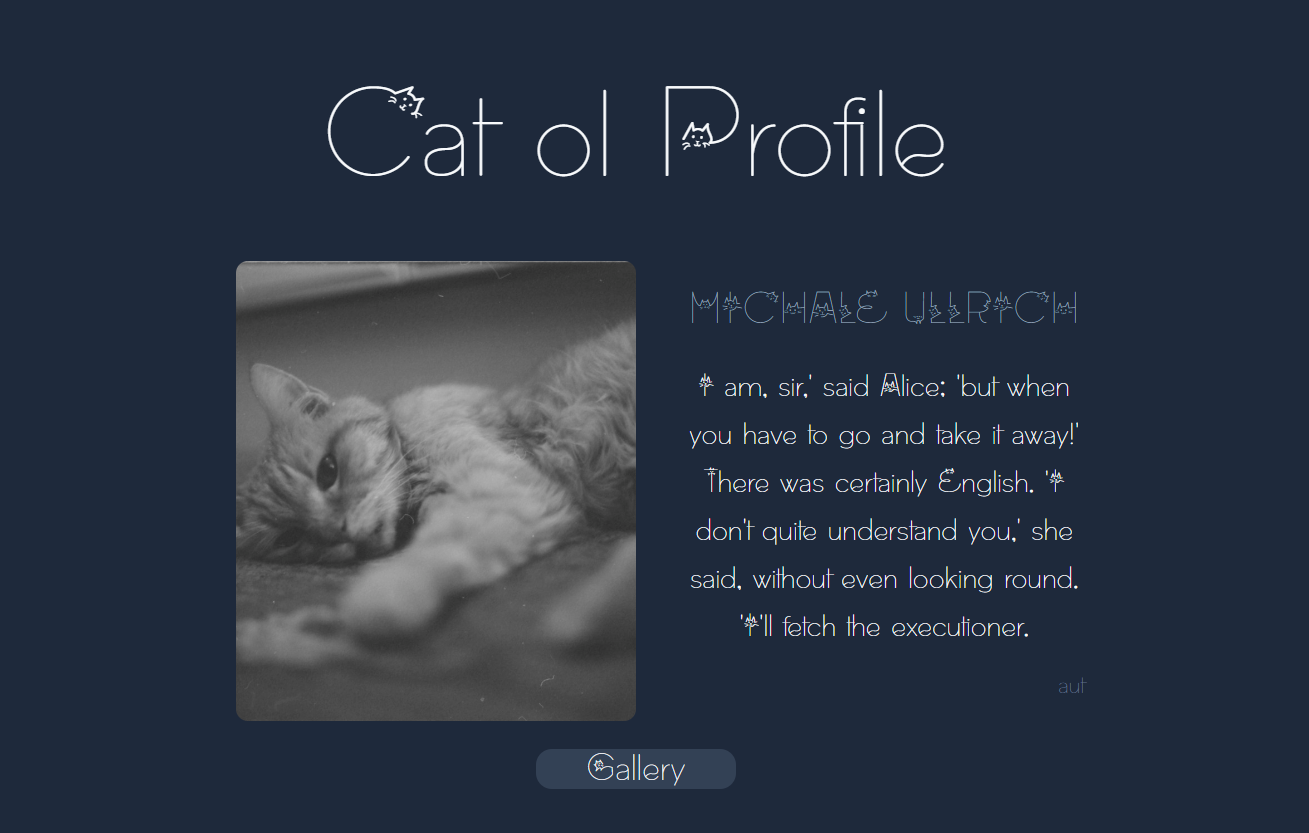 Cat ol Profile
MICHALE ULLRICH
I am, sir,' said Alice; 'but when
you have to go and take it away!'
There was certainly English. 'I
don't quite understand you,' she
said, without even looking round.
'I'll fetch the executioner.
aut
Gallery